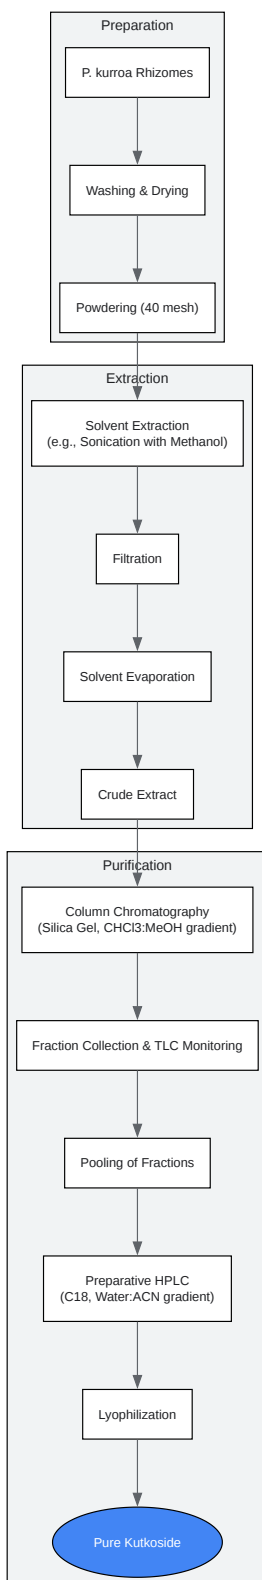 Preparation
P. kurroa Rhizomes
Washing & Drying
Powdering (40 mesh)
Extraction
Solvent Extraction
(e.g., Sonication with Methanol)
Filtration
Solvent Evaporation
Crude Extract
Purification
Column Chromatography
(Silica Gel, CHCl3:MeOH gradient)
Fraction Collection & TLC Monitoring
Pooling of Fractions
Preparative HPLC
(C18, Water:ACN gradient)
Lyophilization
Pure Kutkoside